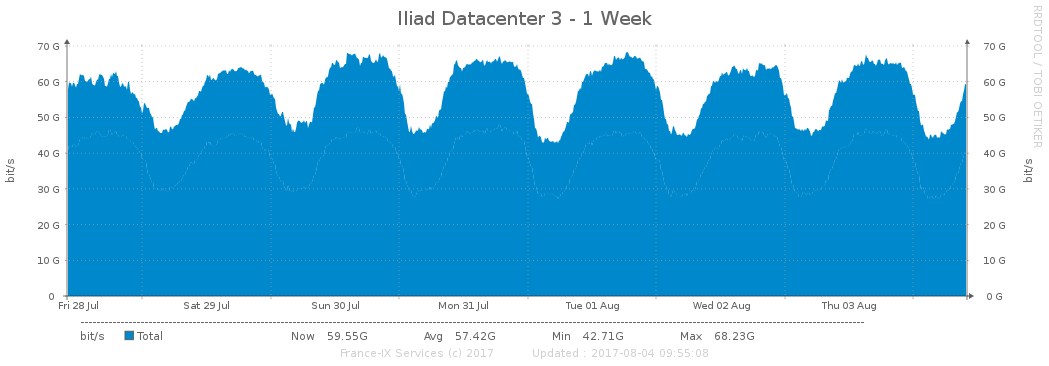 Iliad Datacenter 3 - 1 Week
RRDTOOL / TOBI OETIKER
70 G 70 G
60 G 60 G
50 G 50 G
40 G 40 G
30 G 30 G
20 G 20 G
10 G 10 G
0 0 G
bit/s bit/s
Fri 28 Jul Sat 29 Jul Sun 30 Jul Mon 31 Jul Tue 01 Aug Wed 02 Aug Thu 03 Aug
bit/s Total Now 59.55G Avg 57.42G Min 42.71G Max 68.23G
France-IX Services (c) 2017 Updated : 2017-08-04 09:55:08